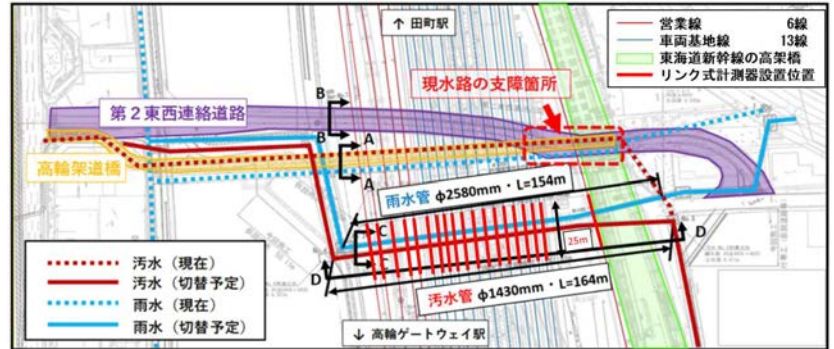 ↑ 田町駅
営業線 6線
車両基地線 13線
東海道新幹線の高架橋
リンク式計測器設置位置
現水路の支障箇所
第2東西連絡道路
B
B
A
A
高輪架道橋
雨水管 φ2580mm・L=154m
C
C
25m
D
D
汚水管 φ1430mm・L=164m
汚水（現在）
汚水（切替予定）
雨水（現在）
雨水（切替予定）
↓ 高輪ゲートウェイ駅